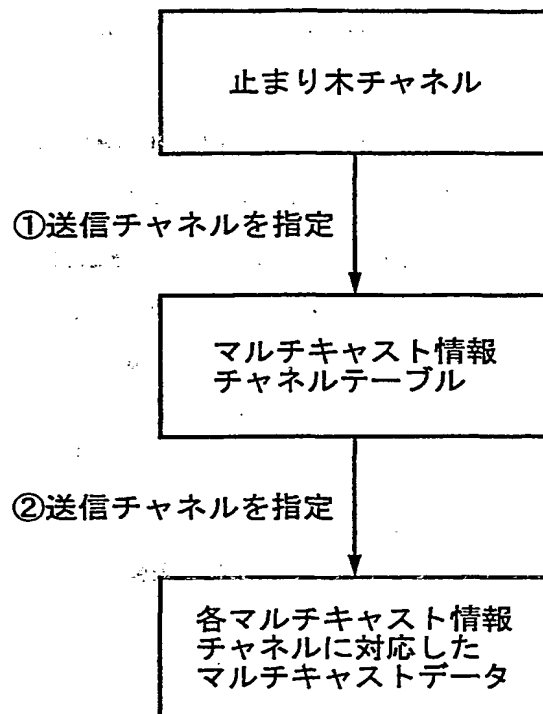 止まり木チャネル
①送信チャネルを指定
マルチキャスト情報
チャネルテーブル
②送信チャネルを指定
各マルチキャスト情報
チャネルに対応した
マルチキャストデータ